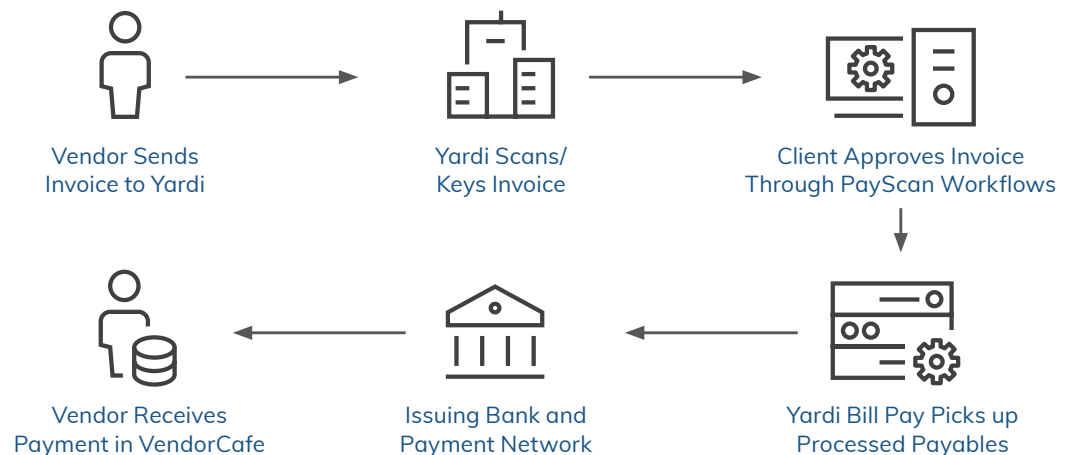 Vendor Sends
Invoice to Yardi
Yardi Scans/
Keys Invoice
Client Approves Invoice
Through PayScan Workflows
Vendor Receives
Payment in VendorCafe
Issuing Bank and
Payment Network
Yardi Bill Pay Picks up
Processed Payables